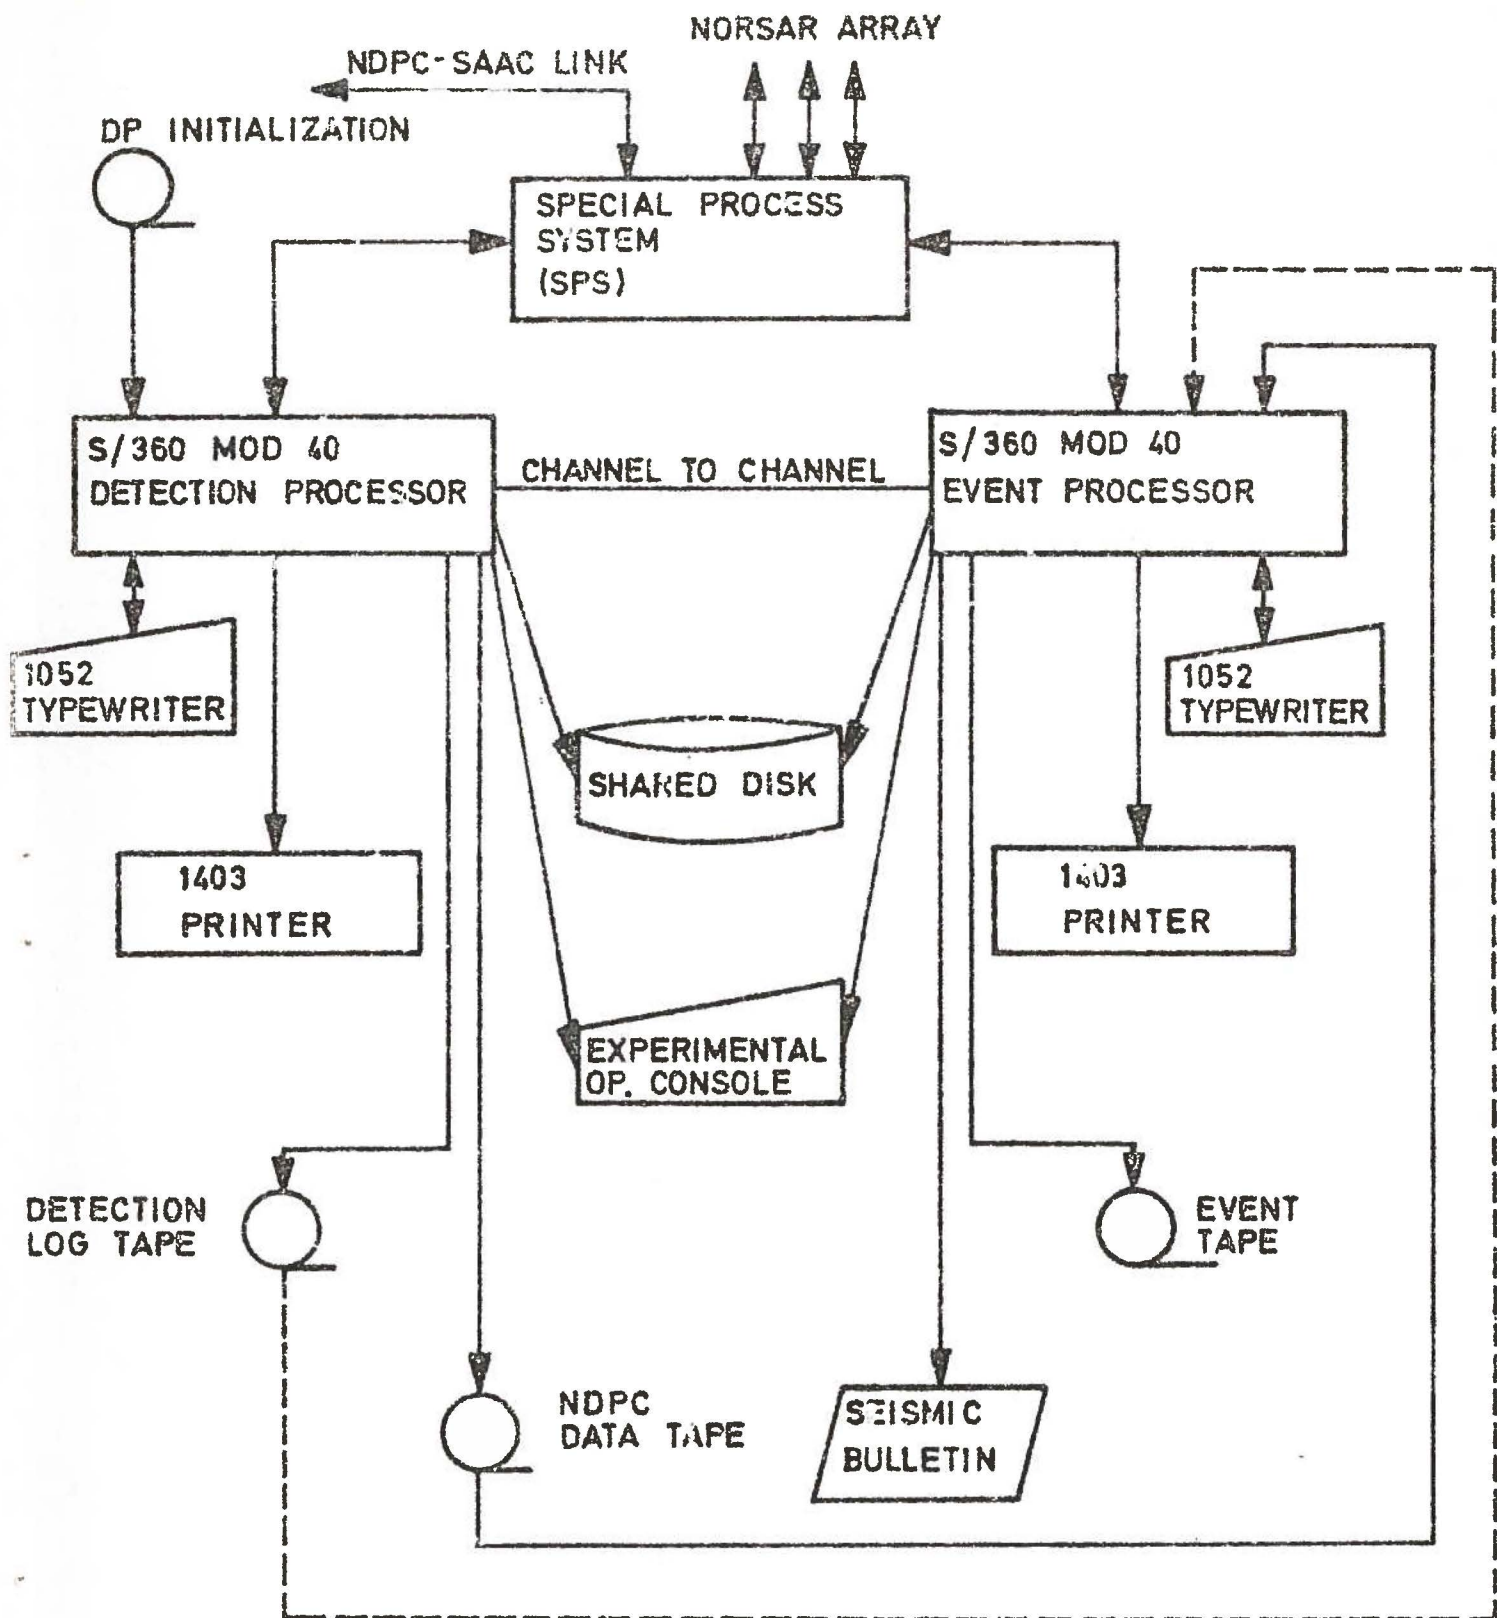 NORSAR ARRAY
NDPC-SAAC LINK
DP INITIALIZATION
SPECIAL PROCESS
SYSTEM
(SPS)
S/360 MOD 40
DETECTION PROCESSOR
CHANNEL TO CHANNEL
S/360 MOD 40
EVENT PROCESSOR
1052
TYPEWRITER
1052
TYPEWRITER
SHARED DISK
1403
PRINTER
1403
PRINTER
EXPERIMENTAL
OP. CONSOLE
DETECTION
LOG TAPE
EVENT
TAPE
NDPC
DATA TAPE
SEISMIC
BULLETIN